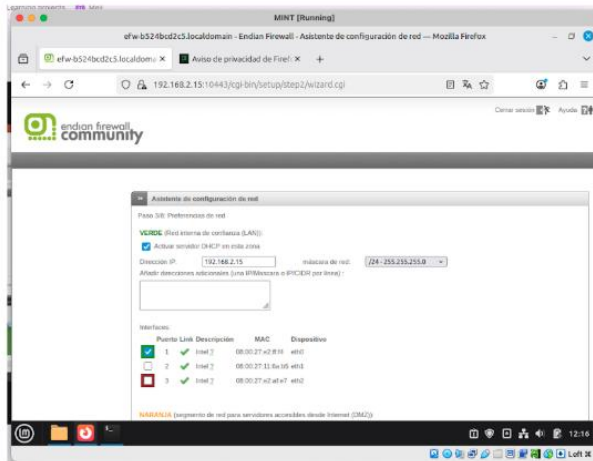 MINT [Running]
efw-b524bcd2c5.localdomain - Endian Firewall - Asistente de configuración de red — Mozilla Firefox
efw-b524bcd2c5.localdoma ×
Aviso de privacidad de Firef ×
192.168.2.15:10443/cgi-bin/setup/step2/wizard.cgi
Cerrar sesión
Ayuda
endian firewall
community
Asistente de configuración de red
Paso 3/8: Preferencias de red
VERDE (Red interna de confianza (LAN)):
Activar servidor DHCP en esta zona
Dirección IP: 192.168.2.15 máscara de red: /24 - 255.255.255.0
Añadir direcciones adicionales (una IP/Máscara o IP/CIDR por línea) :
Interfaces:
Puerto Link Descripción MAC Dispositivo
1 Intel ? eth0
2 Intel ? eth1
3 Intel ? eth2
NARANJA (segmento de red para servidores accesibles desde Internet (DMZ)):
12:16
Left ⌘